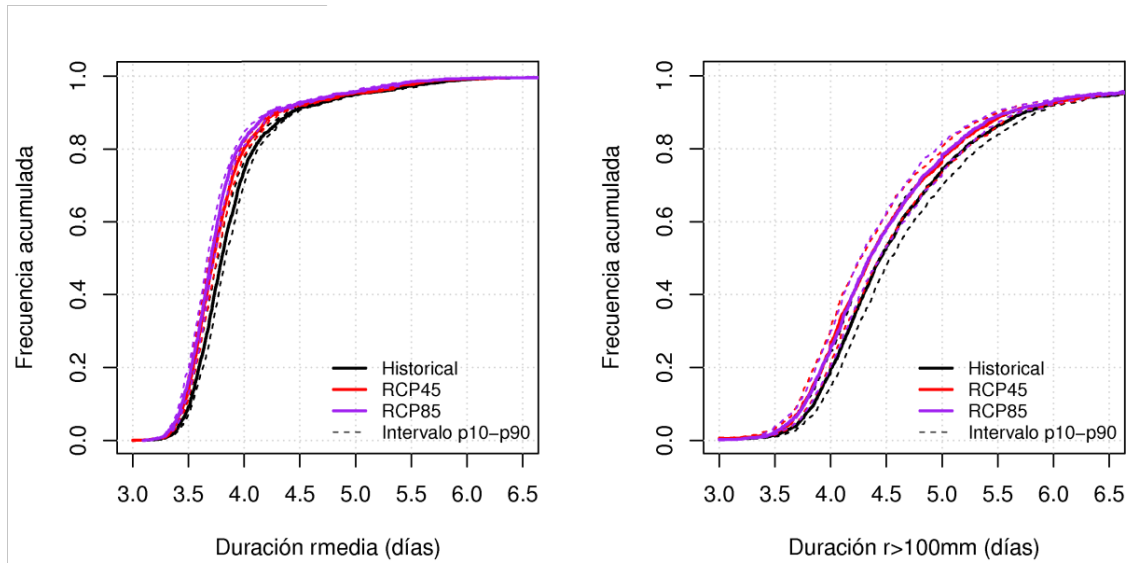 Frecuencia acumulada
1.0
0.8
0.6
0.4
0.2
0.0
Historical
RCP45
RCP85
Intervalo p10−p90
3.0 3.5 4.0 4.5 5.0 5.5 6.0 6.5
Duración rmedia (días)
Frecuencia acumulada
1.0
0.8
0.6
0.4
0.2
0.0
Historical
RCP45
RCP85
Intervalo p10−p90
3.0 3.5 4.0 4.5 5.0 5.5 6.0 6.5
Duración r>100mm (días)